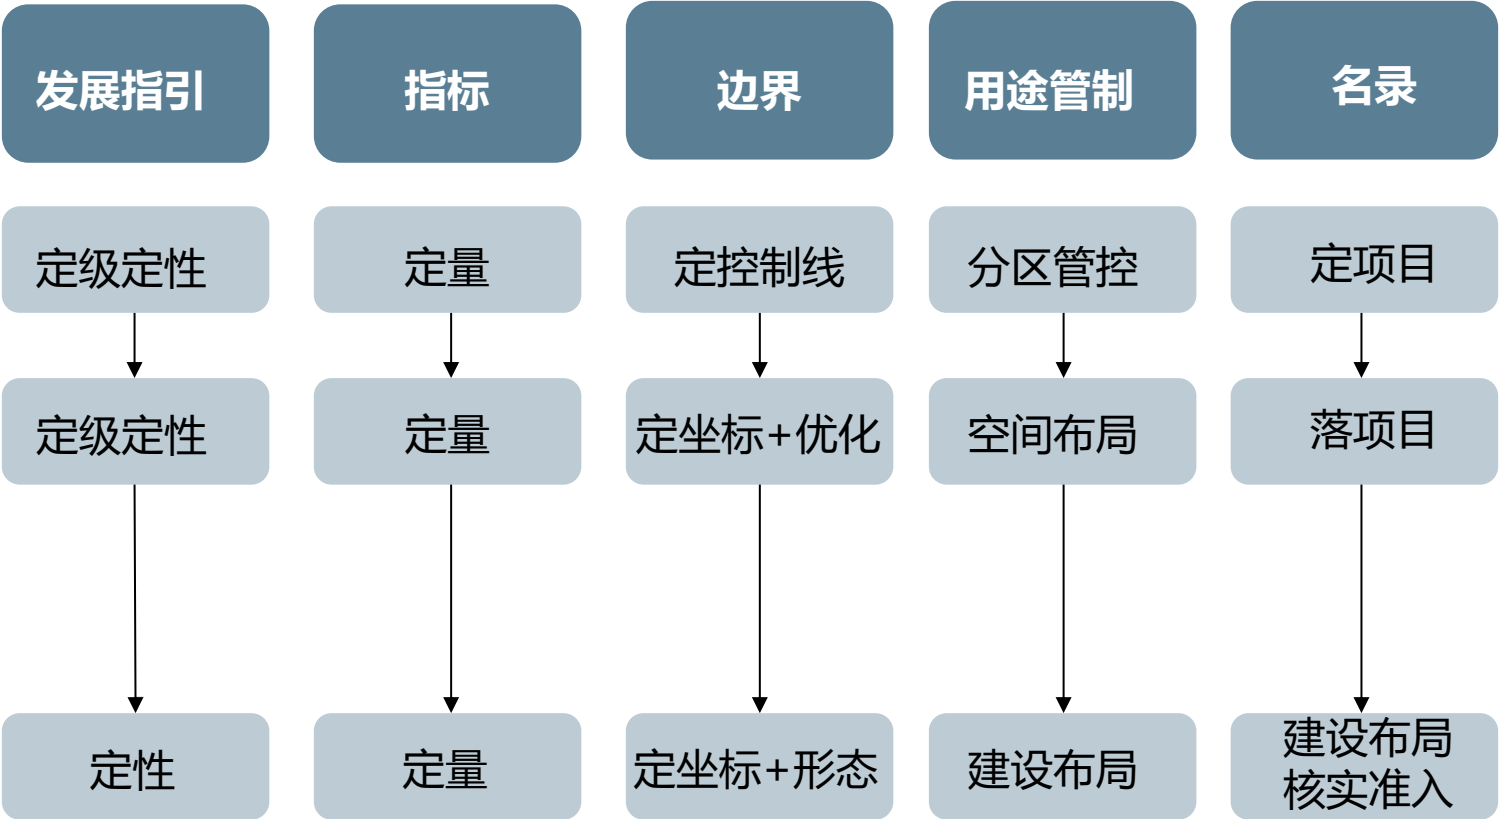 发展指引
指标
边界
用途管制
名录
定级定性
定量
定控制线
分区管控
定项目
定级定性
定量
定坐标+优化
空间布局
落项目
定性
定量
定坐标+形态
建设布局
建设布局
核实准入